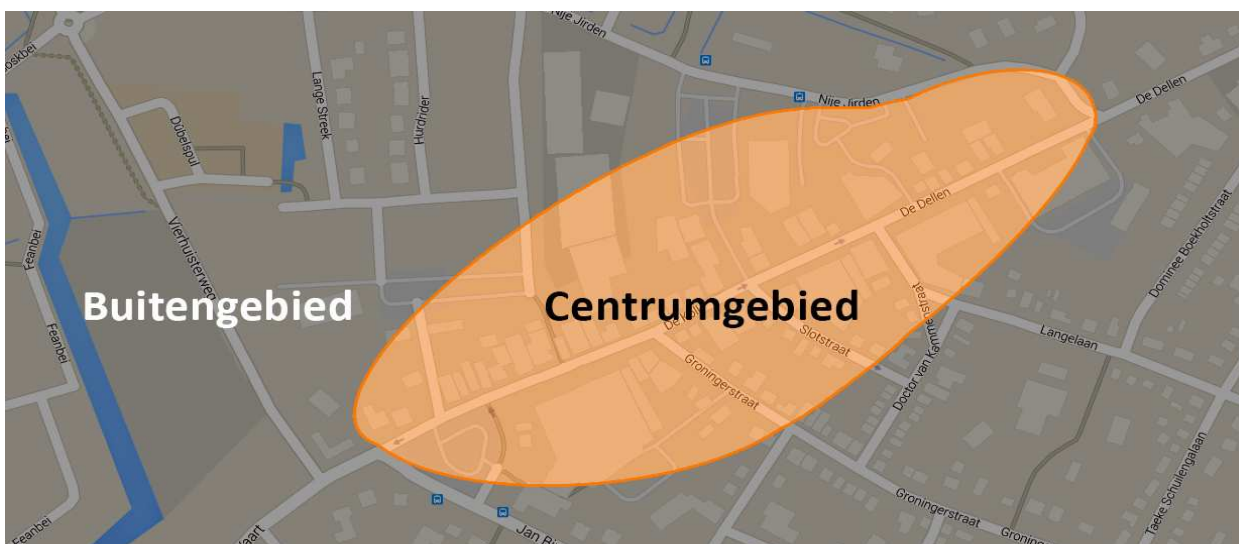 Nije Jirden
De Dellen
Lange Streek
Hurdrider
Nije Jirden
Dûbelspul
De Dellen
Dominee Boekholtstraat
Vierhuisterweg
Feanbei
Buitengebied
Centrumgebied
Feanbei
Slotstraat
Doctor van Kammenstraat
Langelaan
Groningerstraat
Groningerstraat
Taeke Schuilengalaan
Feanbei